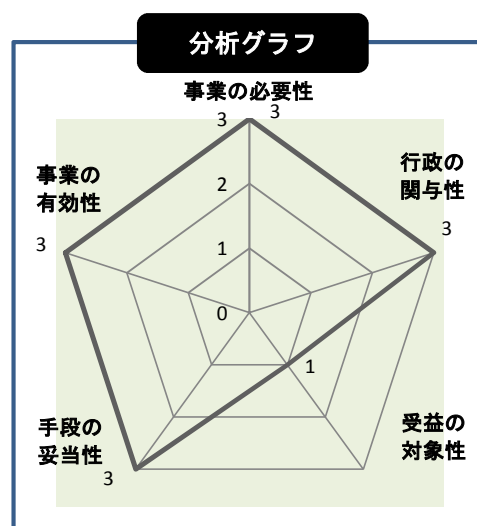 分析グラフ
事業の必要性
3
3
行政の
関与性
3
事業の
有効性
3
2
1
0
1
手段の
妥当性
3
受益の
対象性